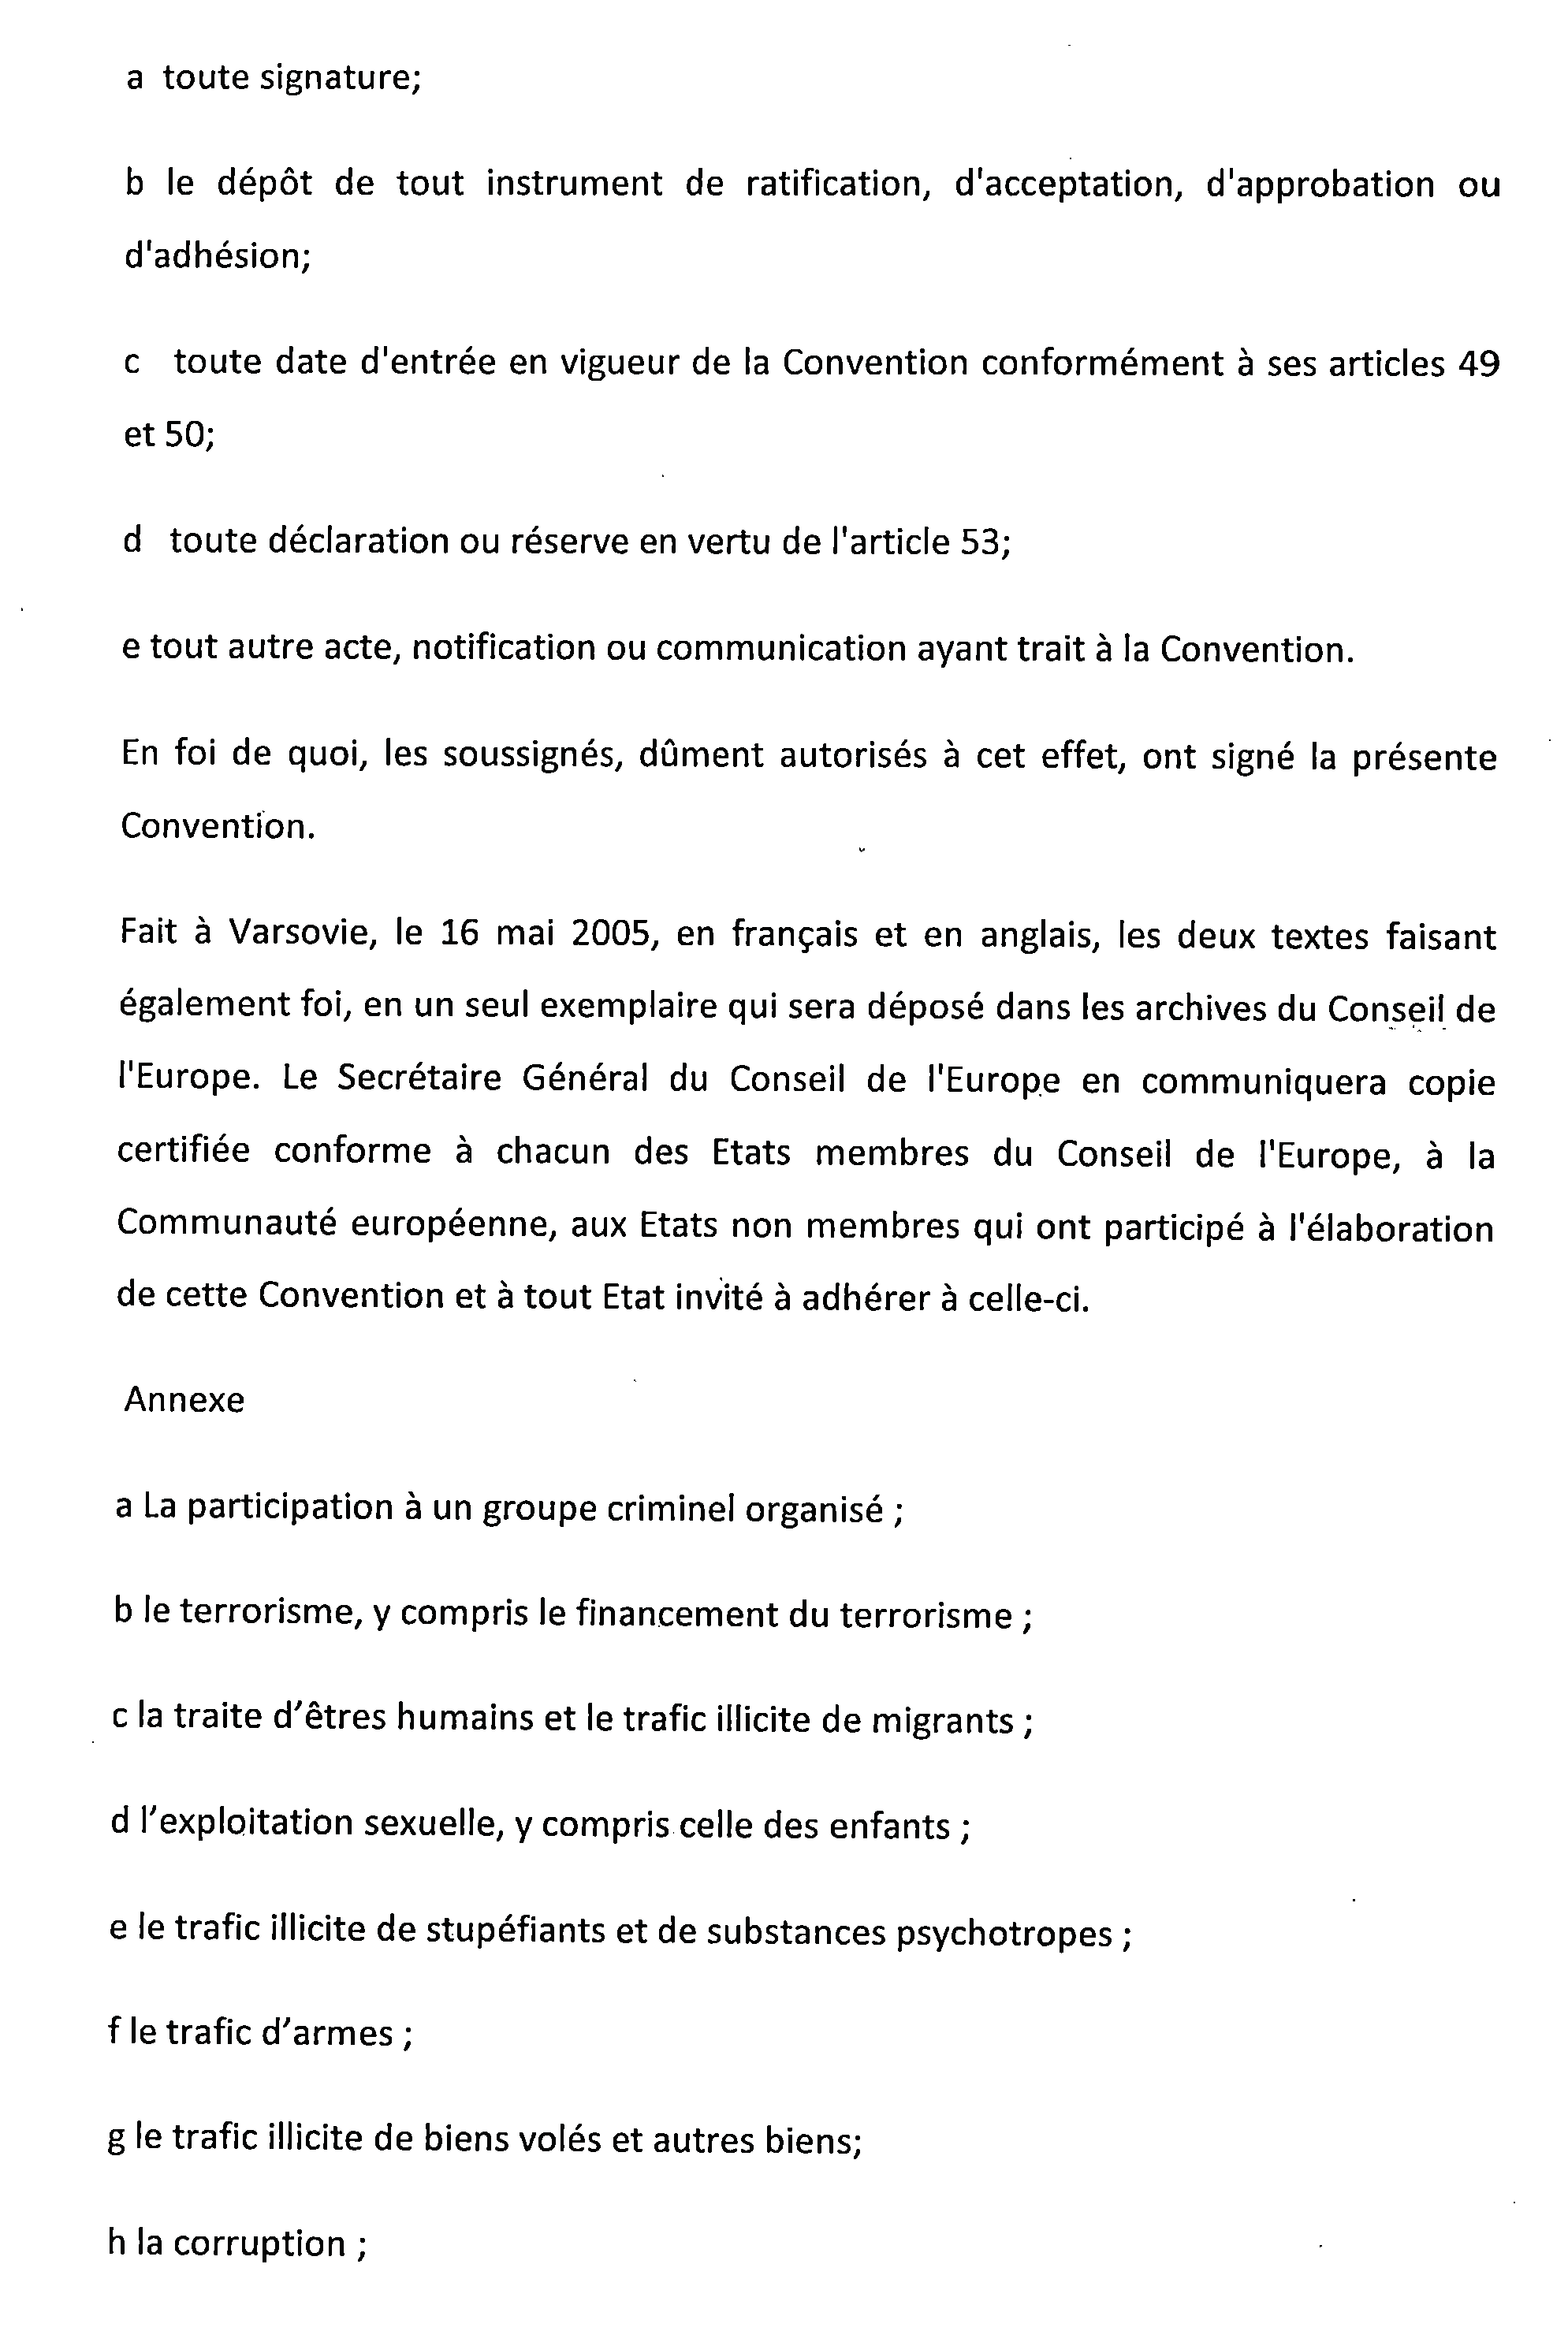 a toute signature;
b le dépôt de tout instrument de ratification, d'acceptation, d'approbation ou
d'adhésion;
c toute date d'entrée en vigueur de la Convention conformément à ses articles 49
et 50;
d toute déclaration ou réserve en vertu de l'article 53;
e tout autre acte, notification ou communication ayant trait à la Convention.
En foi de quoi, les soussignés, dûment autorisés à cet effet, ont signé la présente
Convention.
Fait à Varsovie, le 16 mai 2005, en français et en anglais, les deux textes faisant
également foi, en un seul exemplaire qui sera déposé dans les archives du Conseil de
l'Europe. Le Secrétaire Général du Conseil de l'Europe en communiquera copie
certifiée conforme à chacun des Etats membres du Conseil de l'Europe, à la
Communauté européenne, aux Etats non membres qui ont participé à l'élaboration
de cette Convention et à tout Etat invité à adhérer à celle-ci.
Annexe
a La participation à un groupe criminel organisé ;
b le terrorisme, y compris le financement du terrorisme ;
c la traite d’êtres humains et le trafic illicite de migrants ;
d l’exploitation sexuelle, y compris celle des enfants ;
e le trafic illicite de stupéfiants et de substances psychotropes ;
f le trafic d’armes ;
g le trafic illicite de biens volés et autres biens;
h la corruption ;